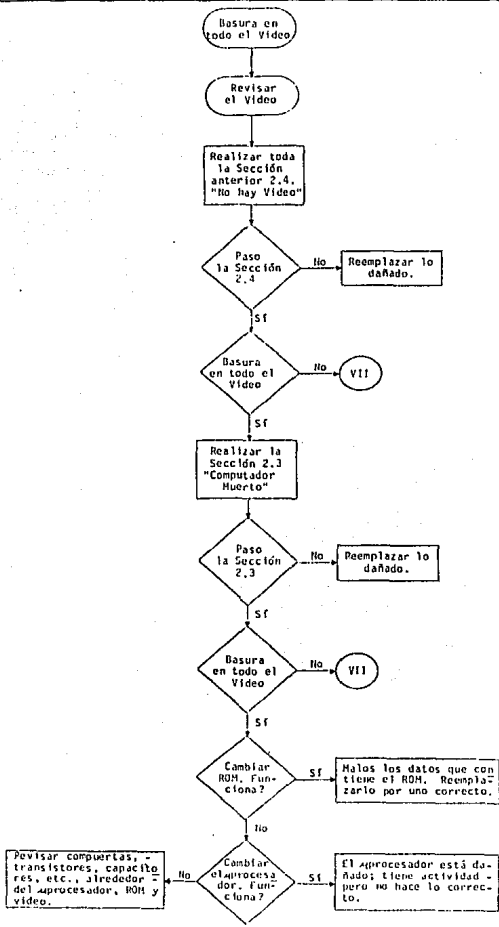 Basura en
todo el Video
Revisar
el Video
Realizar toda
la Sección
anterior 2.4.
"No hay Video"
Paso
la Sección
2.4
No
Reemplazar lo
dañado.
Sí
Basura
en todo el
Video
No
VII
Sí
Realizar la
Sección 2.3
"Computador
Muerto"
Paso
la Sección
2.3
No
Reemplazar lo
dañado.
Sí
Basura
en todo el
Video
No
VII
Sí
Cambiar
ROM. Fun-
ciona?
Sí
Malos los datos que con
tiene el ROM. Reempla-
zarlo por uno correcto.
No
Cambiar
el µprocesa
dor. Fun-
ciona?
No
Revisar compuertas, -
transistores, capacito
res, etc., alrededor -
del µprocesador, ROM y
video.
Sí
El µprocesador está da-
ñado; tiene actividad -
pero no hace lo correc-
to.